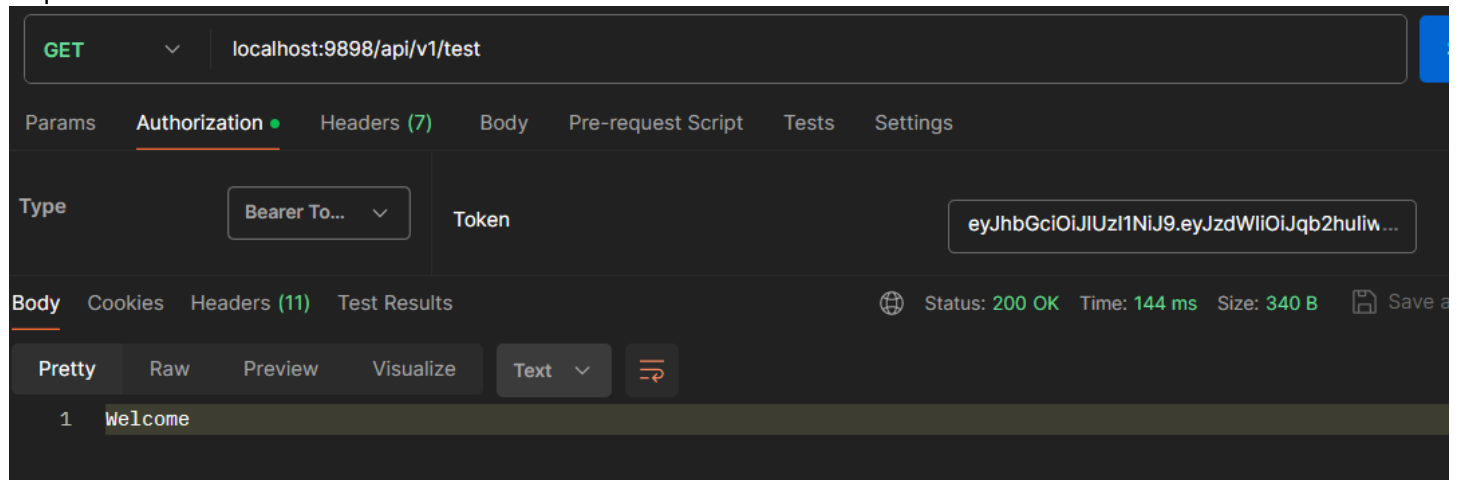 GET localhost:9898/api/v1/test
Params Authorization Headers (7) Body Pre-request Script Tests Settings
Type Bearer To... Token eyJhbGciOiJIUzI1NiJ9.eyJzdWIiOiJqb2huIiw...
Body Cookies Headers (11) Test Results Status: 200 OK Time: 144 ms Size: 340 B Save a
Pretty Raw Preview Visualize Text
1 Welcome